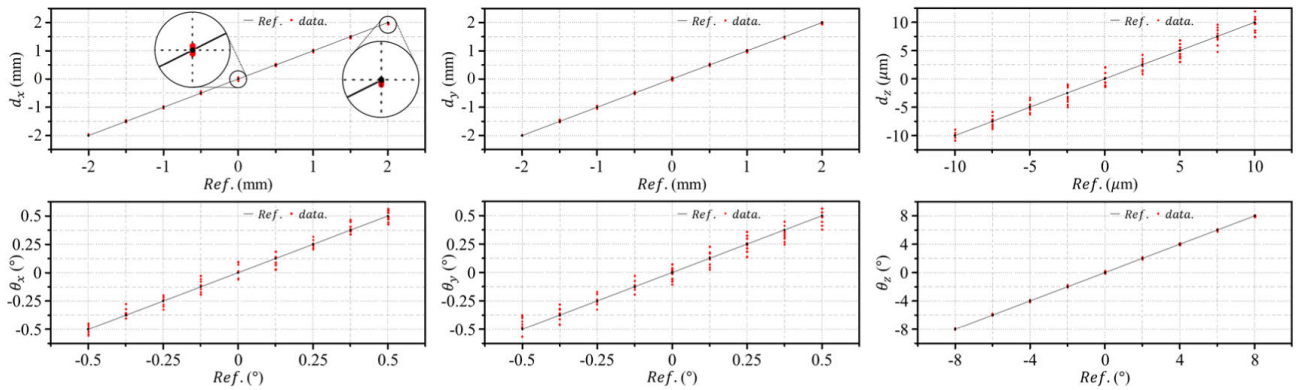 — Ref. • data.
2
1
0
-1
-2
d_x (mm)
-2 -1 0 1 2
Ref. (mm)
— Ref. • data.
2
1
0
-1
-2
d_y (mm)
-2 -1 0 1 2
Ref. (mm)
— Ref. • data.
10
5
0
-5
-10
d_z (μm)
-10 -5 0 5 10
Ref. (μm)
— Ref. • data.
0.5
0.25
0
-0.25
-0.5
θ_x (°)
-0.5 -0.25 0 0.25 0.5
Ref. (°)
— Ref. • data.
0.5
0.25
0
-0.25
-0.5
θ_y (°)
-0.5 -0.25 0 0.25 0.5
Ref. (°)
— Ref. • data.
8
4
0
-4
-8
θ_z (°)
-8 -4 0 4 8
Ref. (°)